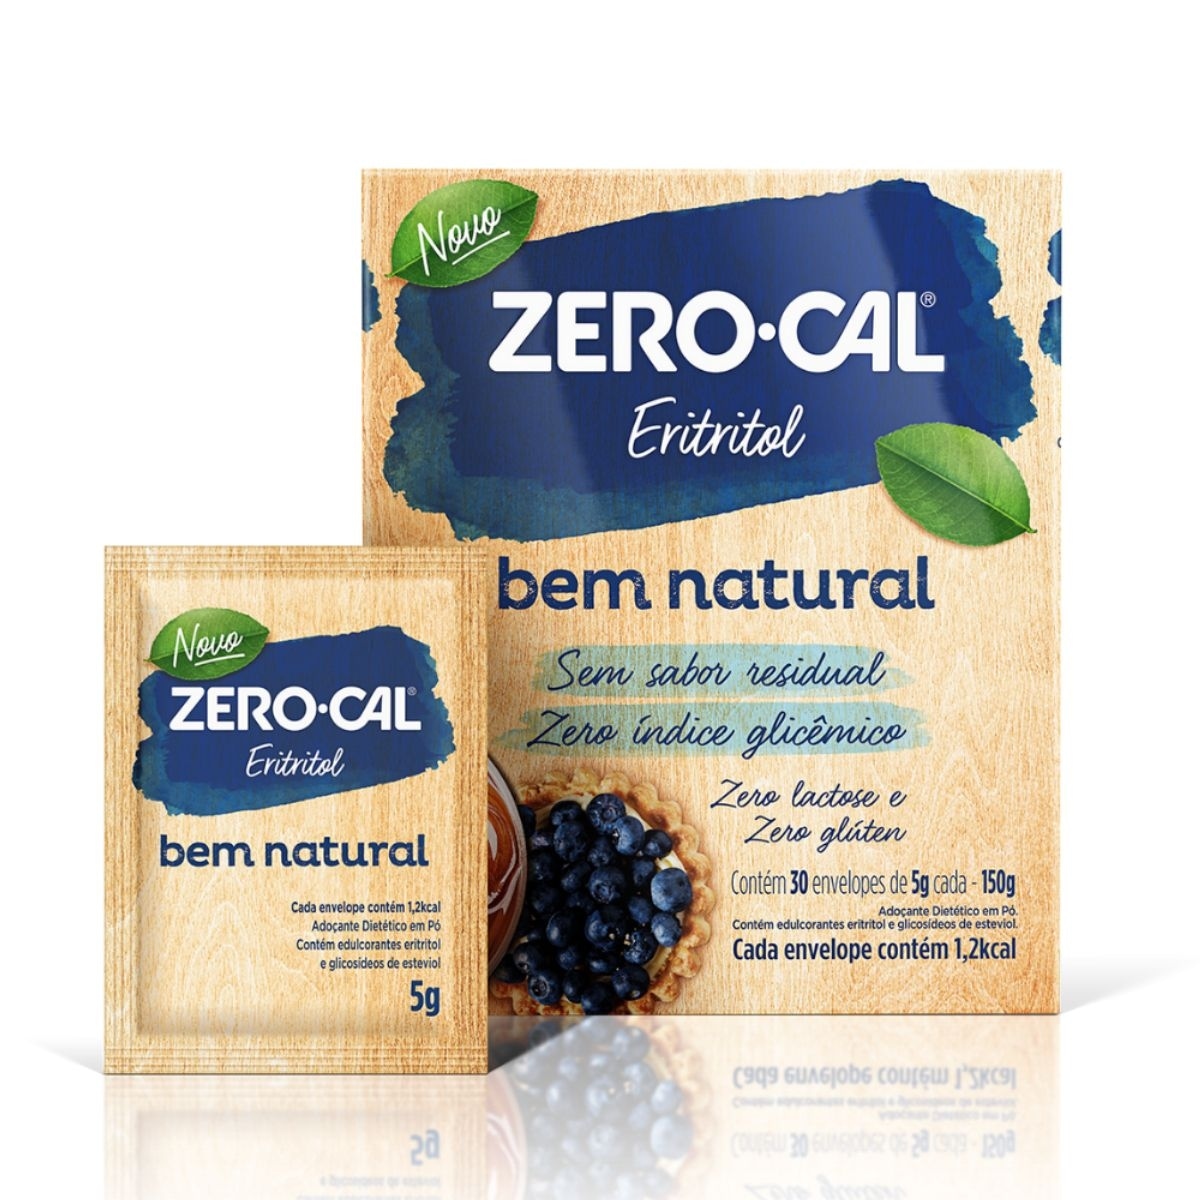 Novo
ZERO·CAL®
Eritritol
bem natural
Sem sabor residual
Zero índice glicêmico
Zero lactose e
Zero glúten
Contém 30 envelopes de 5g cada - 150g
Adoçante Dietético em Pó.
Contém edulcorantes eritritol e glicosídeos de esteviol.
Cada envelope contém 1,2kcal
Novo
ZERO·CAL®
Eritritol
bem natural
Cada envelope contém 1,2kcal
Adoçante Dietético em Pó
Contém edulcorantes eritritol
e glicosídeos de esteviol
5g